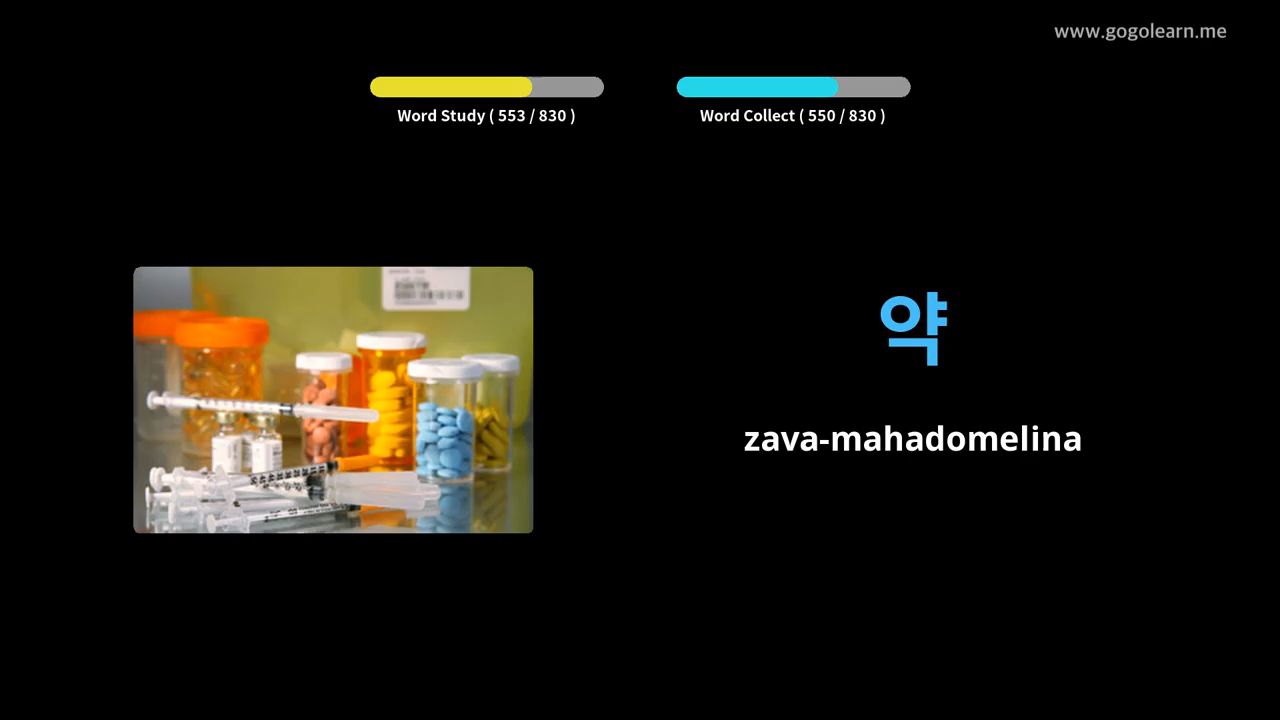 www.gogolearn.me
Word Study ( 553 / 830 )
Word Collect ( 550 / 830 )
약
zava-mahadomelina